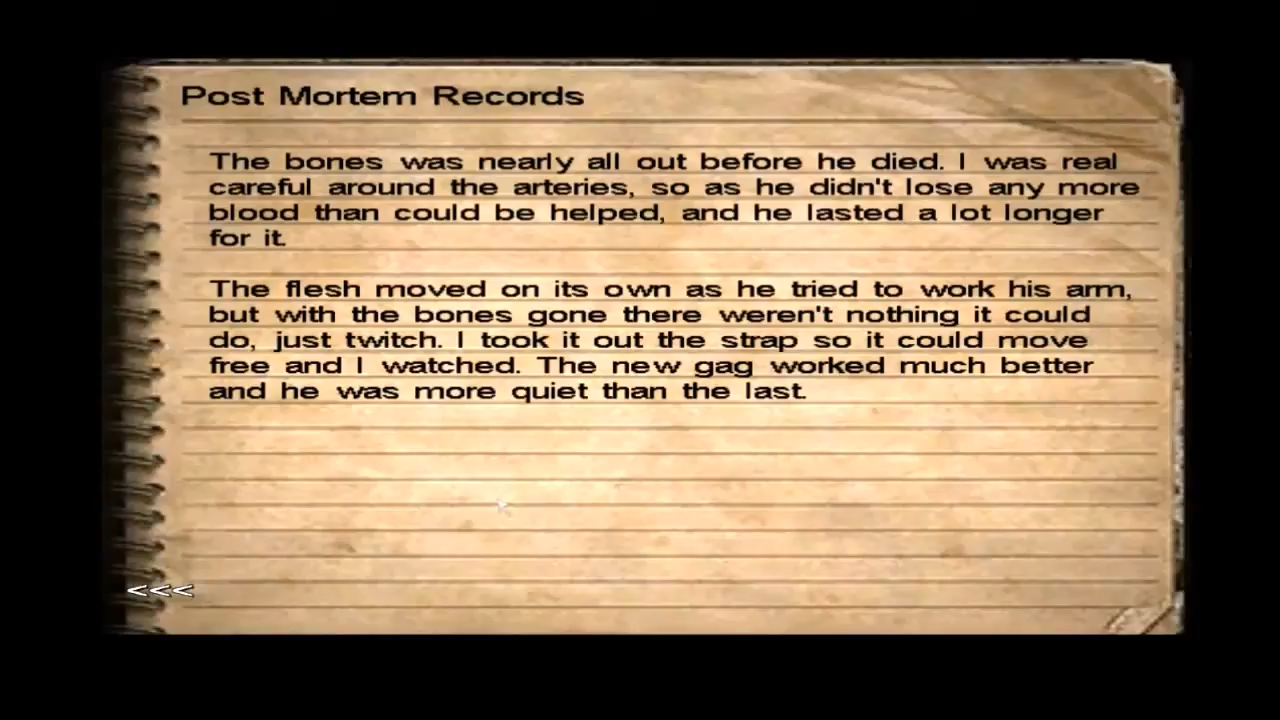 Post Mortem Records
The bones was nearly all out before he died. I was real
careful around the arteries, so as he didn't lose any more
blood than could be helped, and he lasted a lot longer
for it.
The flesh moved on its own as he tried to work his arm,
but with the bones gone there weren't nothing it could
do, just twitch. I took it out the strap so it could move
free and I watched. The new gag worked much better
and he was more quiet than the last.
<<<